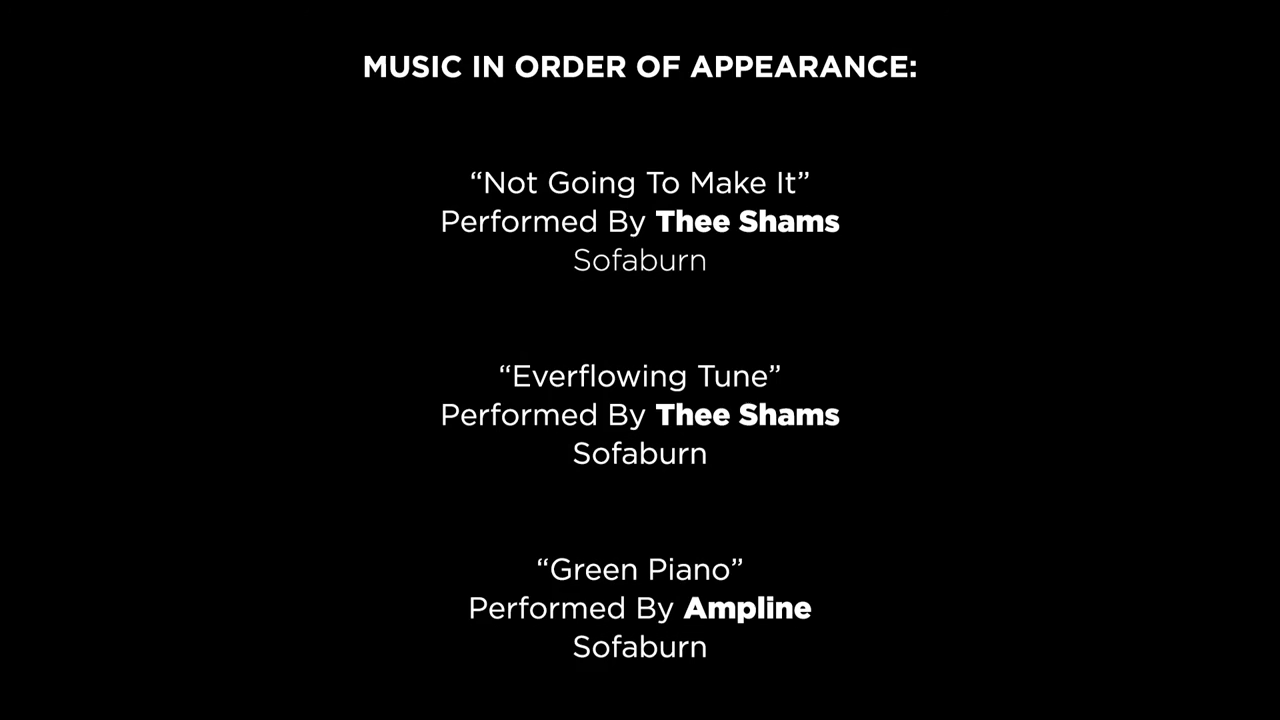 MUSIC IN ORDER OF APPEARANCE:
“Not Going To Make It”
Performed By Thee Shams
Sofaburn
“Everflowing Tune”
Performed By Thee Shams
Sofaburn
“Green Piano”
Performed By Ampline
Sofaburn